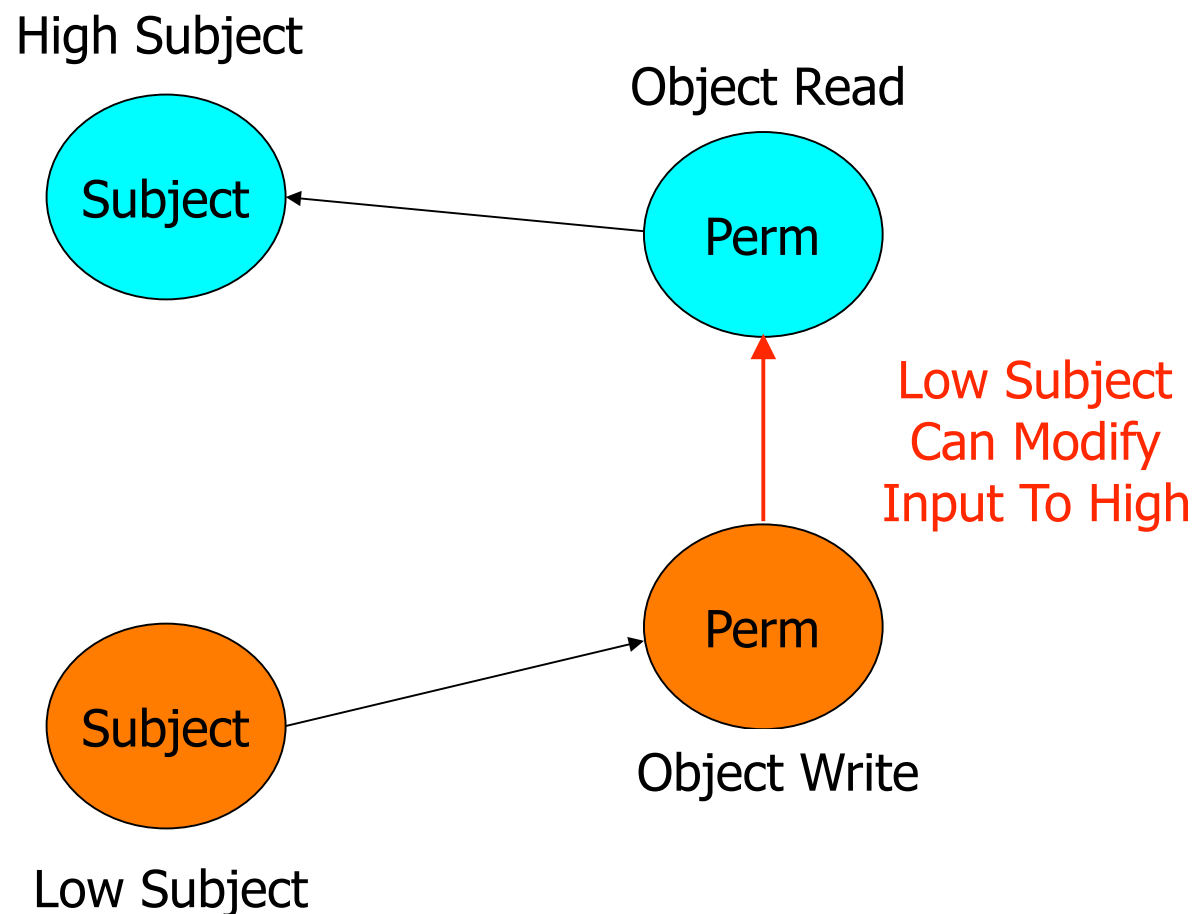 High Subject
Object Read
Subject
Perm
Low Subject
Can Modify
Input To High
Perm
Subject
Object Write
Low Subject